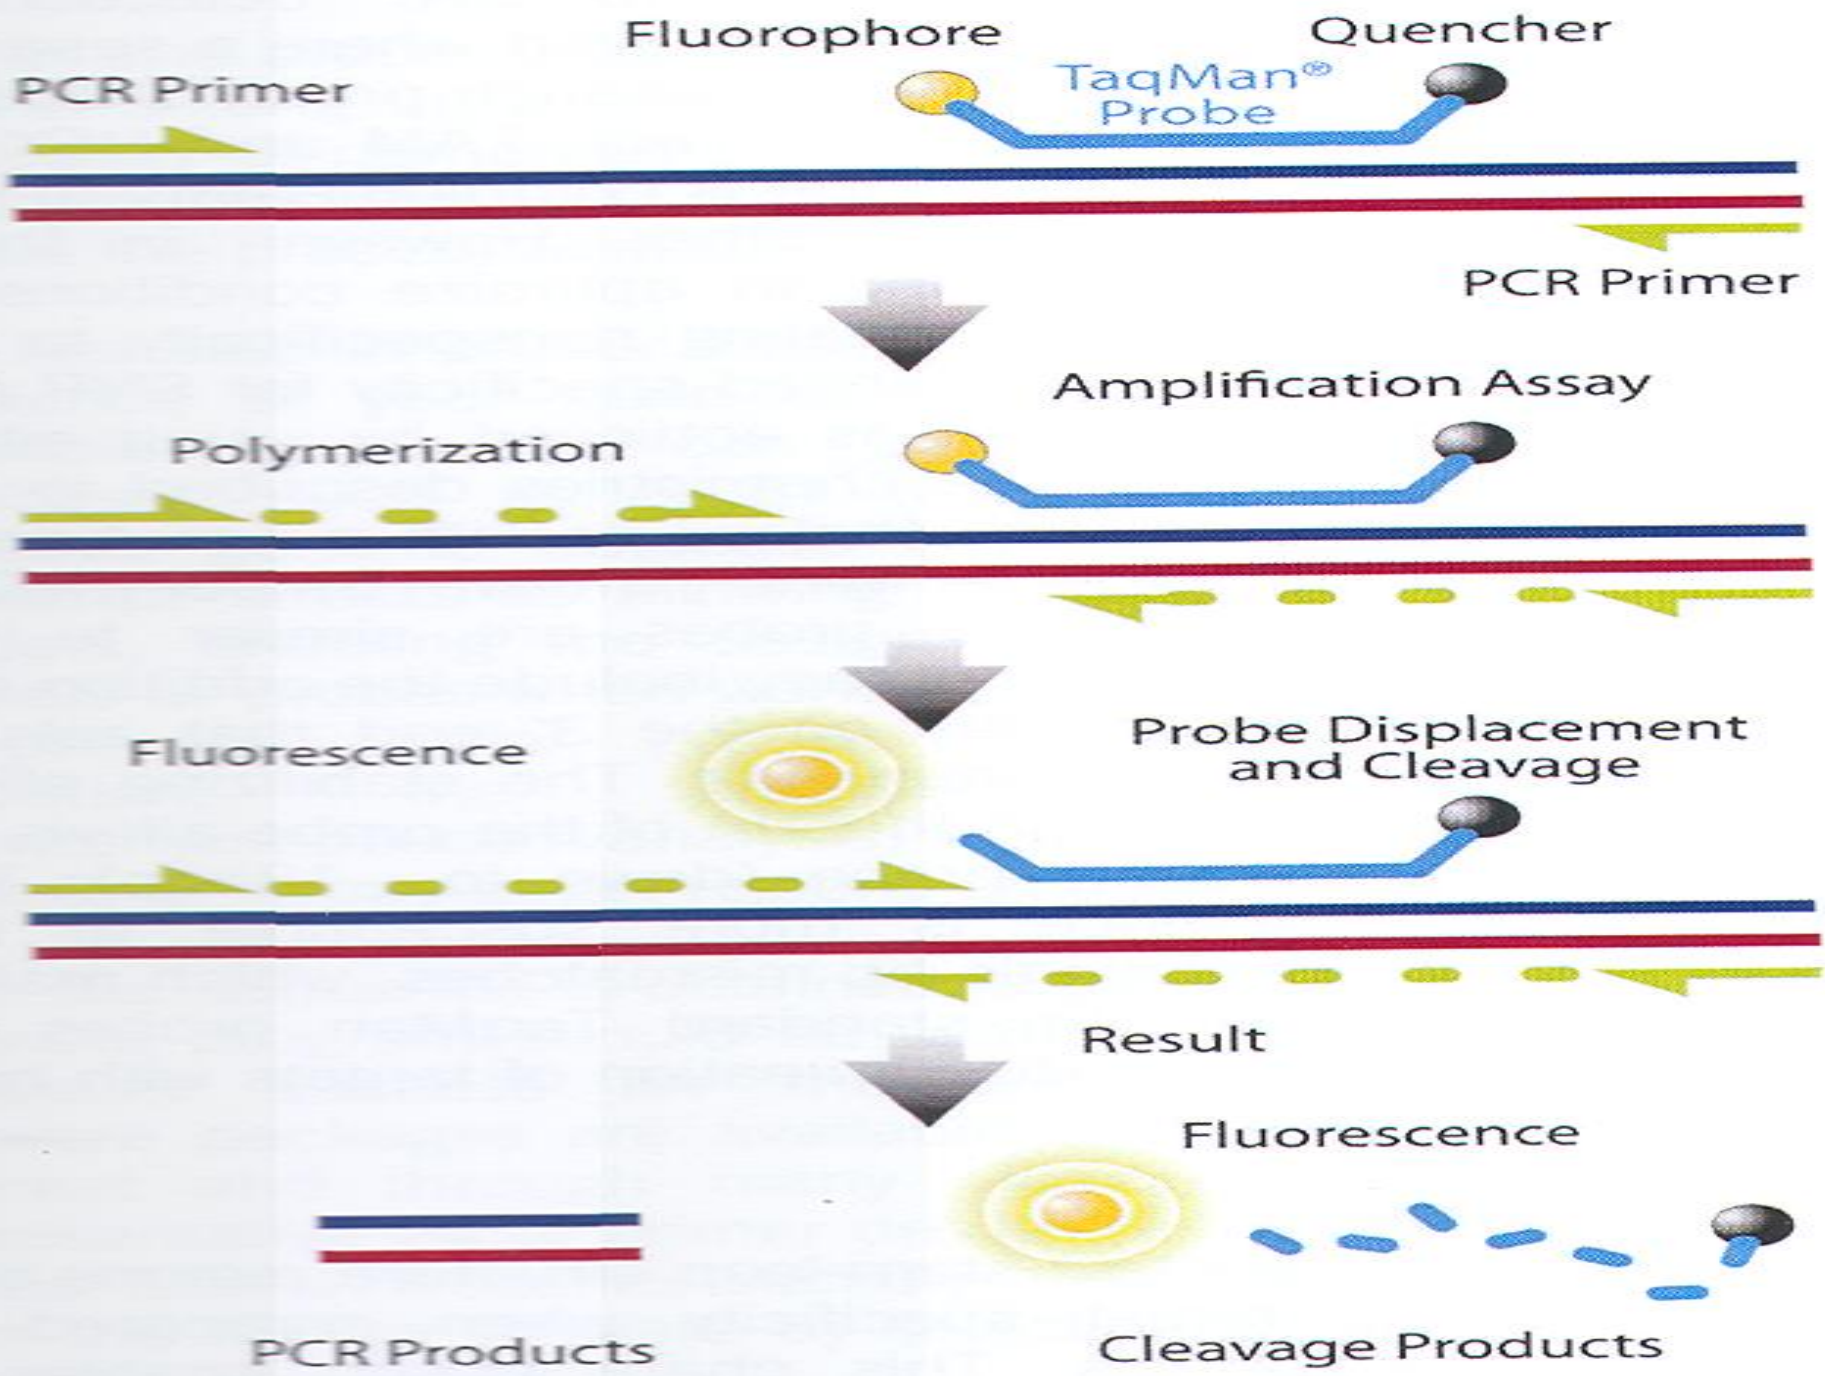 Fluorophore
Quencher
PCR Primer
TaqMan®
Probe
PCR Primer
Amplification Assay
Polymerization
Probe Displacement
and Cleavage
Fluorescence
Result
Fluorescence
PCR Products
Cleavage Products